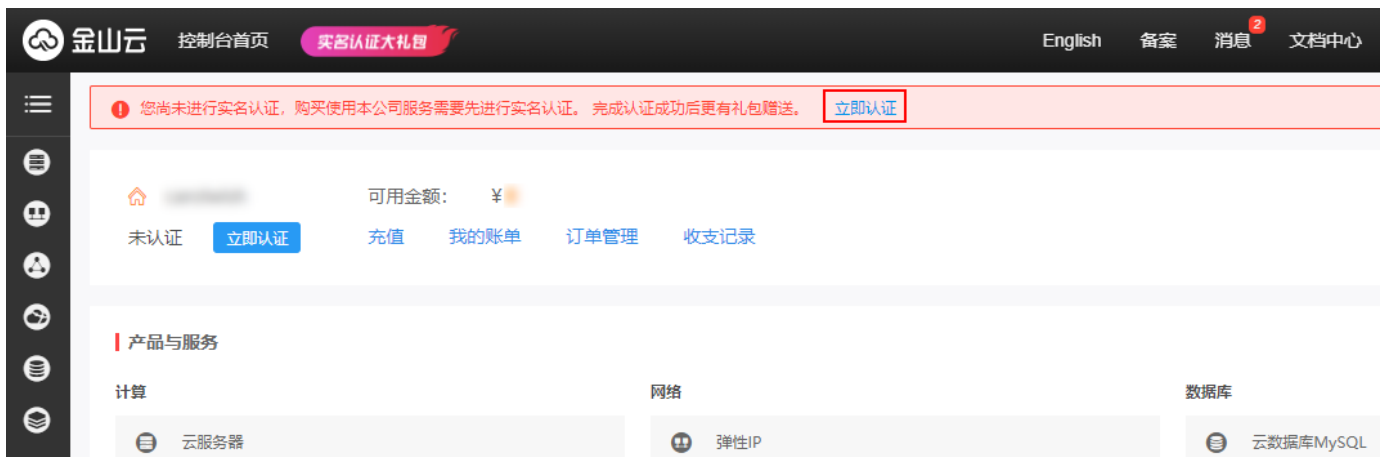 金山云 控制台首页 实名认证大礼包 English 备案 消息 2 文档中心
您尚未进行实名认证，购买使用本公司服务需要先进行实名认证。 完成认证成功后更有礼包赠送。 立即认证
可用金额： ¥
未认证 立即认证 充值 我的账单 订单管理 收支记录
产品与服务
计算 网络 数据库
云服务器 弹性IP 云数据库MySQL